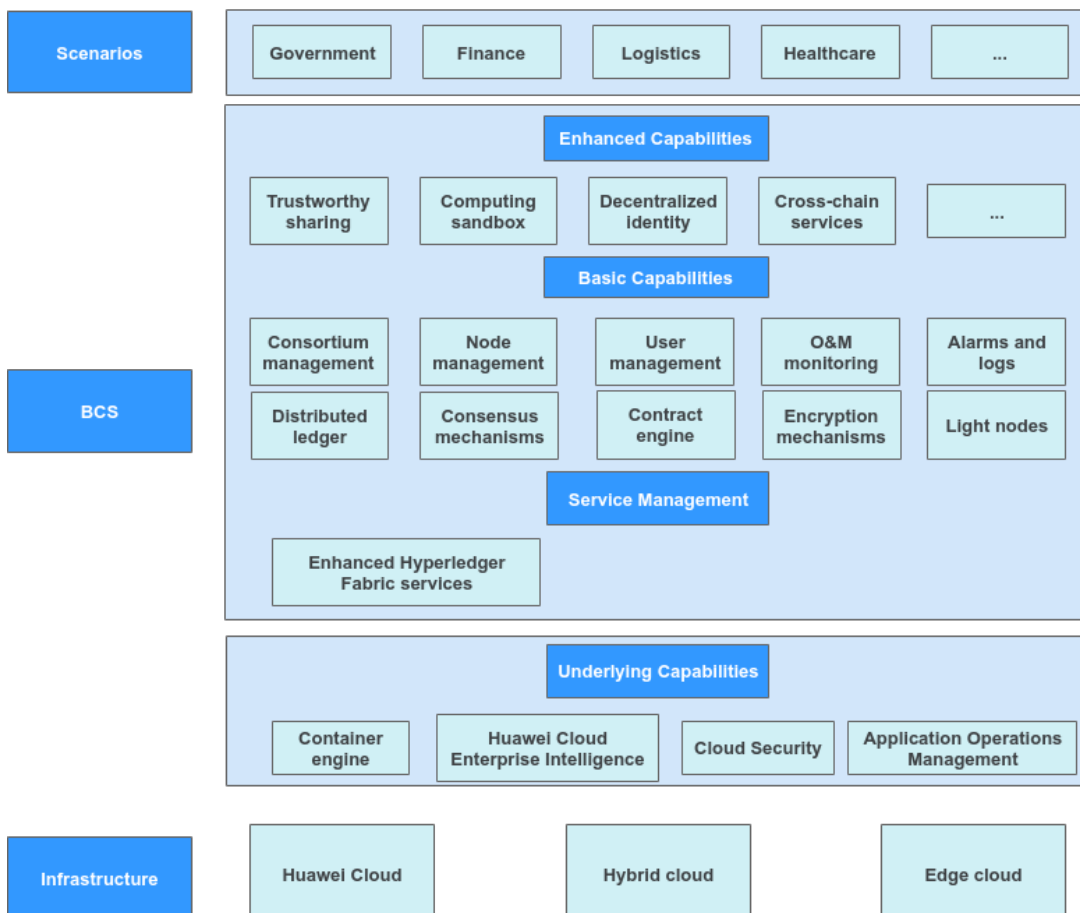 Scenarios
Government
Finance
Logistics
Healthcare
...
Enhanced Capabilities
Trustworthy
sharing
Computing
sandbox
Decentralized
identity
Cross-chain
services
...
Basic Capabilities
Consortium
management
Node
management
User
management
O&M
monitoring
Alarms and
logs
BCS
Distributed
ledger
Consensus
mechanisms
Contract
engine
Encryption
mechanisms
Light nodes
Service Management
Enhanced Hyperledger
Fabric services
Underlying Capabilities
Container
engine
Huawei Cloud
Enterprise Intelligence
Cloud Security
Application Operations
Management
Infrastructure
Huawei Cloud
Hybrid cloud
Edge cloud